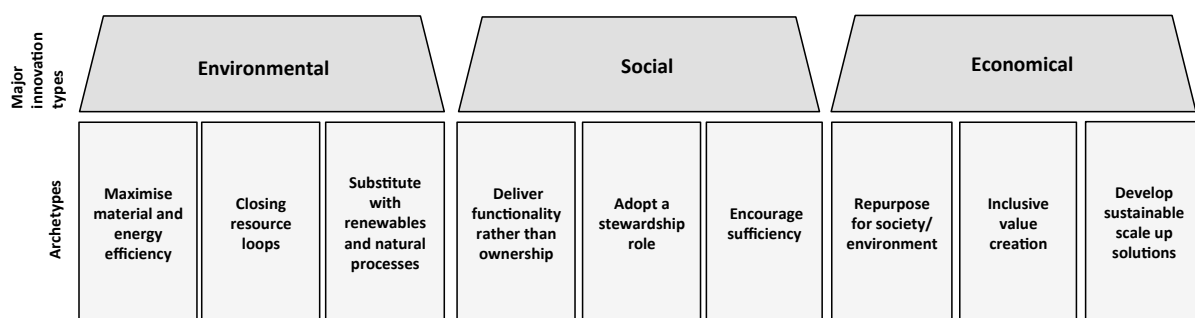 Major
innovation
types
Environmental
Social
Economical
Archetypes
Maximise
material and
energy
efficiency
Closing
resource
loops
Substitute
with
renewables
and natural
processes
Deliver
functionality
rather than
ownership
Adopt a
stewardship
role
Encourage
sufficiency
Repurpose
for society/
environment
Inclusive
value
creation
Develop
sustainable
scale up
solutions